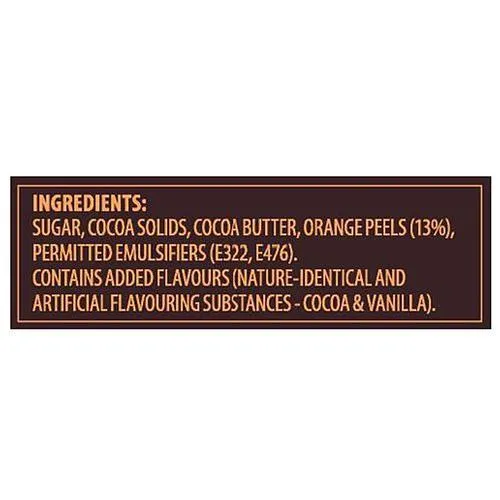 INGREDIENTS:
SUGAR, COCOA SOLIDS, COCOA BUTTER, ORANGE PEELS (13%),
PERMITTED EMULSIFIERS (E322, E476).
CONTAINS ADDED FLAVOURS (NATURE-IDENTICAL AND
ARTIFICIAL FLAVOURING SUBSTANCES - COCOA & VANILLA).